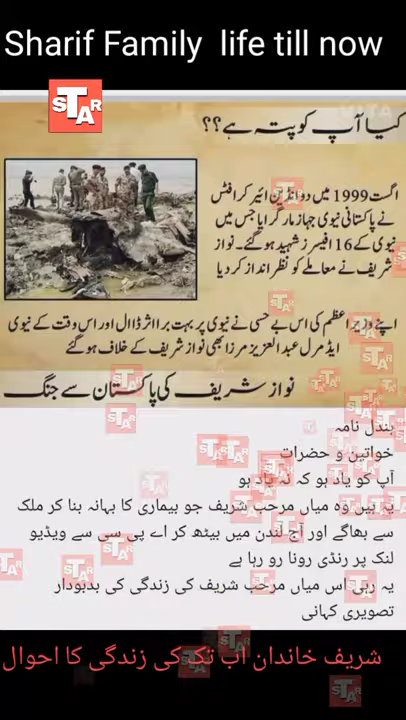 Sharif Family life till now
STAR
کیا آپ کو پتہ ہے؟؟
اگست 1999 میں دو انڈین ائیر کرافٹس
نے پاکستانی نیوی جہاز مار گرایا جس میں
نیوی کے 16 افیسرز شہید ہو گئے۔ نواز
شریف نے معاملے کو نظر انداز کر دیا
اپنے وزیر اعظم کی اس بے حسی نے نیوی پر بہت برا اثر ڈالا اور اس وقت کے نیوی
ایڈمرل عبدالعزیز مرزا بھی نواز شریف کے خلاف ہو گئے
نواز شریف کی پاکستان سے جنگ
بنڈل نامہ
خواتین و حضرات
آپ کو یاد ہو کہ نہ یاد ہو
یہ ہیں وہ میاں مرحب شریف جو بیماری کا بہانہ بنا کر ملک
سے بھاگے اور آج لندن میں بیٹھ کر اے پی سی سے ویڈیو
لنک پر رنڈی رونا رو رہا ہے
یہ رہی اس میاں مرحب شریف کی زندگی کی بدبودار
تصویری کہانی
شریف خاندان اب تک کی زندگی کا احوال